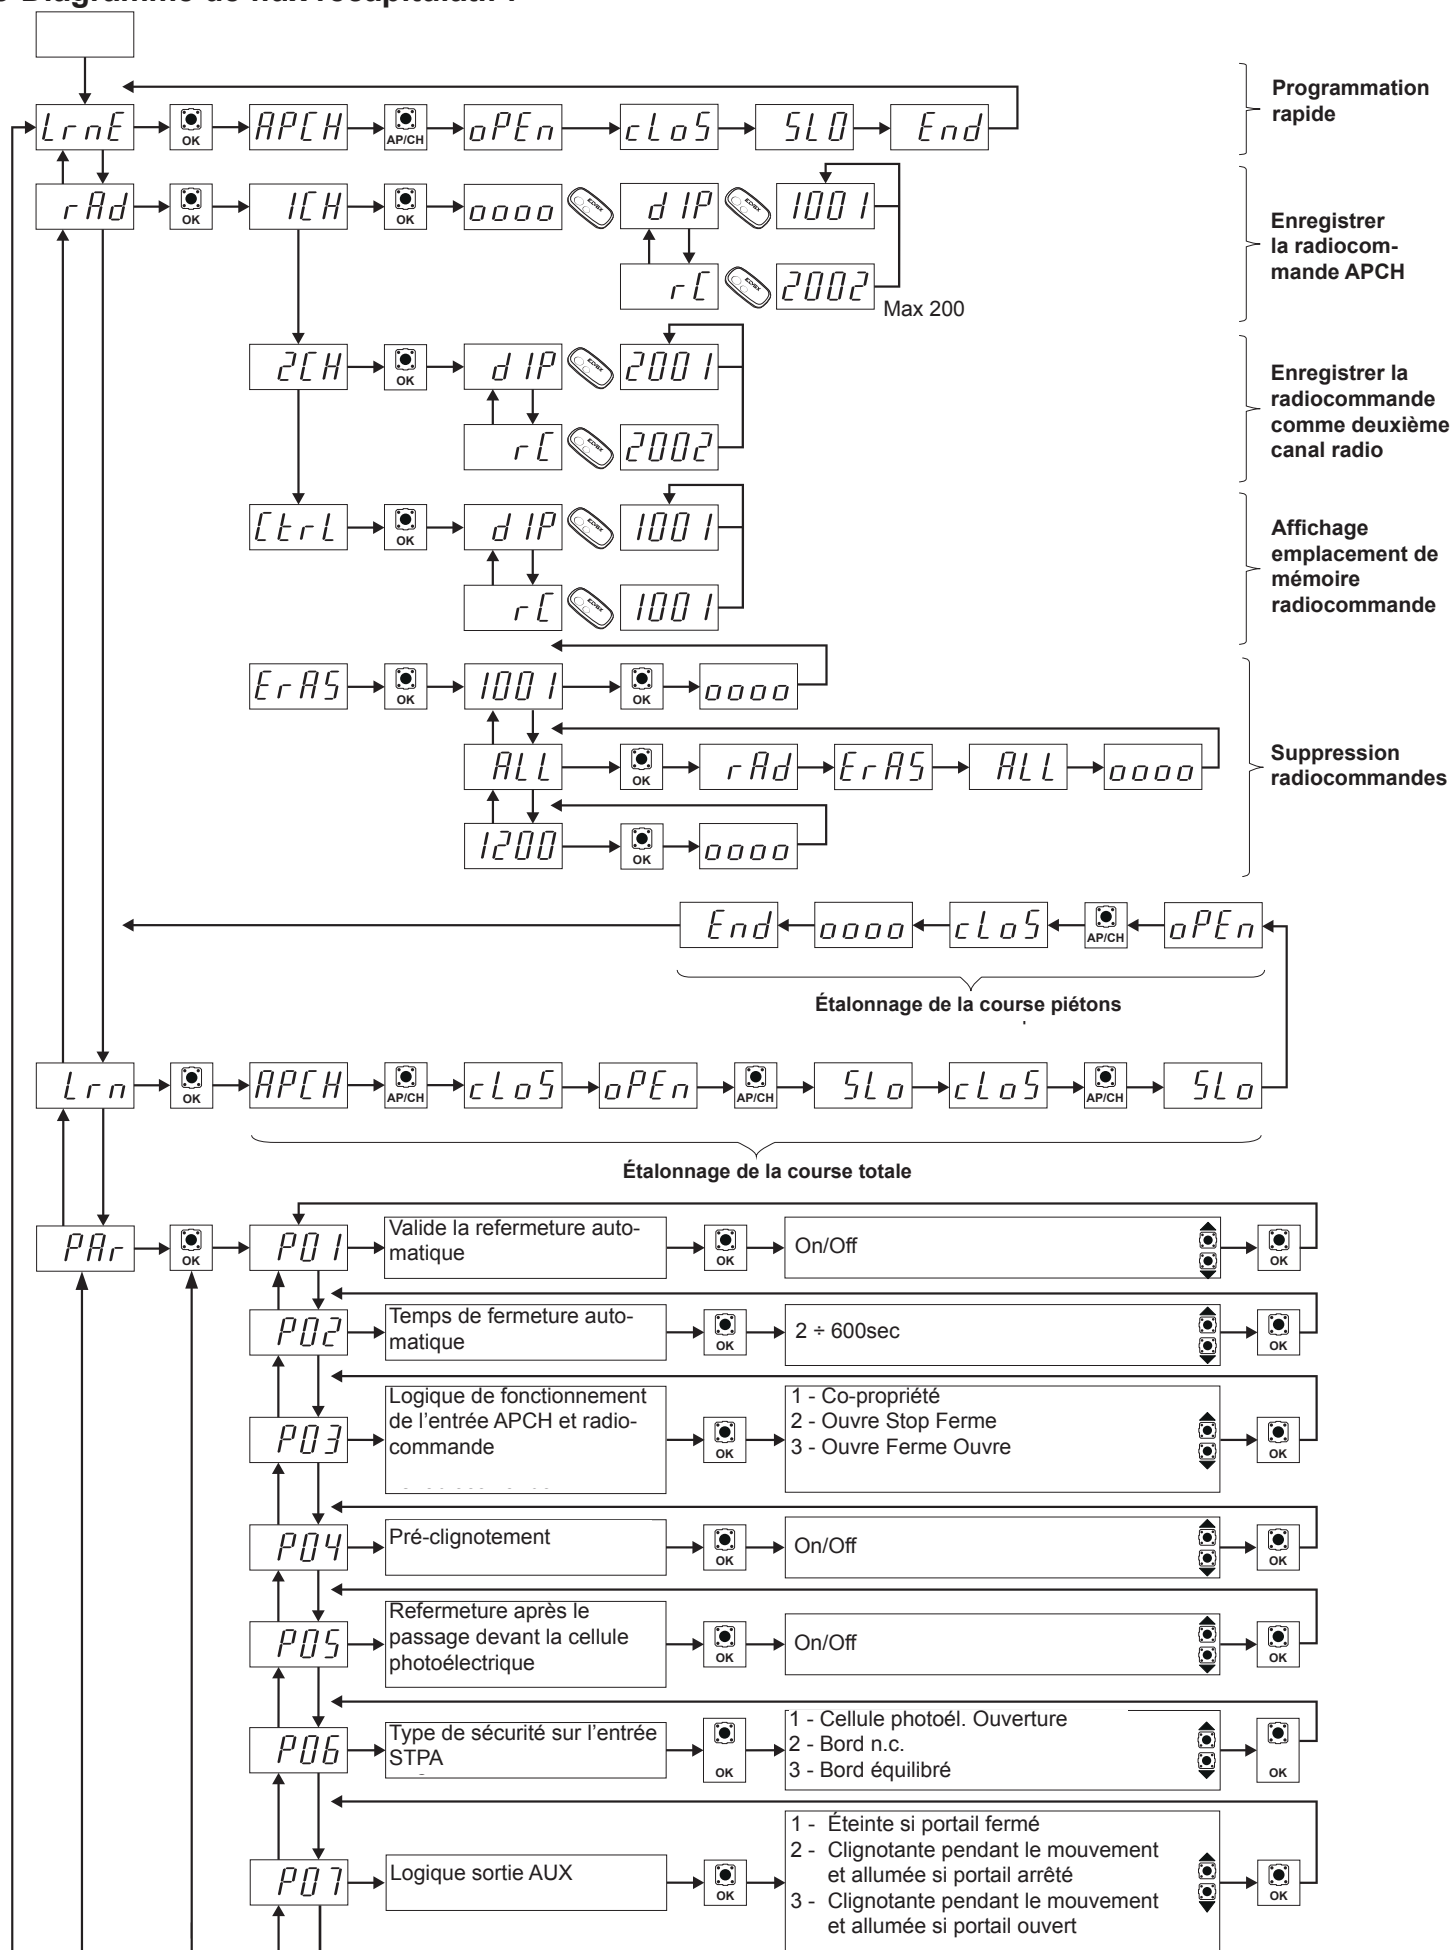 LrnE OK APCH AP/CH oPEn cLoS SL0 End
Programmation
rapide
rAd OK 1CH OK oooo dIP 1001
rC 2002
Max 200
Enregistrer
la radiocom-
mande APCH
2CH OK dIP 2001
rC 2002
Enregistrer la
radiocommande
comme deuxième
canal radio
CtrL OK dIP 1001
rC 1001
Affichage
emplacement de
mémoire
radiocommande
ErAS OK 1001 OK oooo
ALL OK rAd ErAS ALL oooo
1200 OK oooo
Suppression
radiocommandes
End oooo cLoS AP/CH oPEn
Étalonnage de la course piétons
Lrn OK APCH AP/CH cLoS oPEn AP/CH SLo cLoS AP/CH SLo
Étalonnage de la course totale
PAr OK P01
Valide la refermeture auto-
matique
OK On/Off OK
P02
Temps de fermeture auto-
matique
OK 2 ÷ 600sec OK
P03
Logique de fonctionnement
de l'entrée APCH et radio-
commande
OK
1 - Co-propriété
2 - Ouvre Stop Ferme
3 - Ouvre Ferme Ouvre
OK
P04
Pré-clignotement
OK On/Off OK
P05
Refermeture après le
passage devant la cellule
photoélectrique
OK On/Off OK
P06
Type de sécurité sur l'entrée
STPA
OK
1 - Cellule photoél. Ouverture
2 - Bord n.c.
3 - Bord équilibré
OK
P07
Logique sortie AUX
OK
1 - Éteinte si portail fermé
2 - Clignotante pendant le mouvement
et allumée si portail arrêté
3 - Clignotante pendant le mouvement
et allumée si portail ouvert
OK